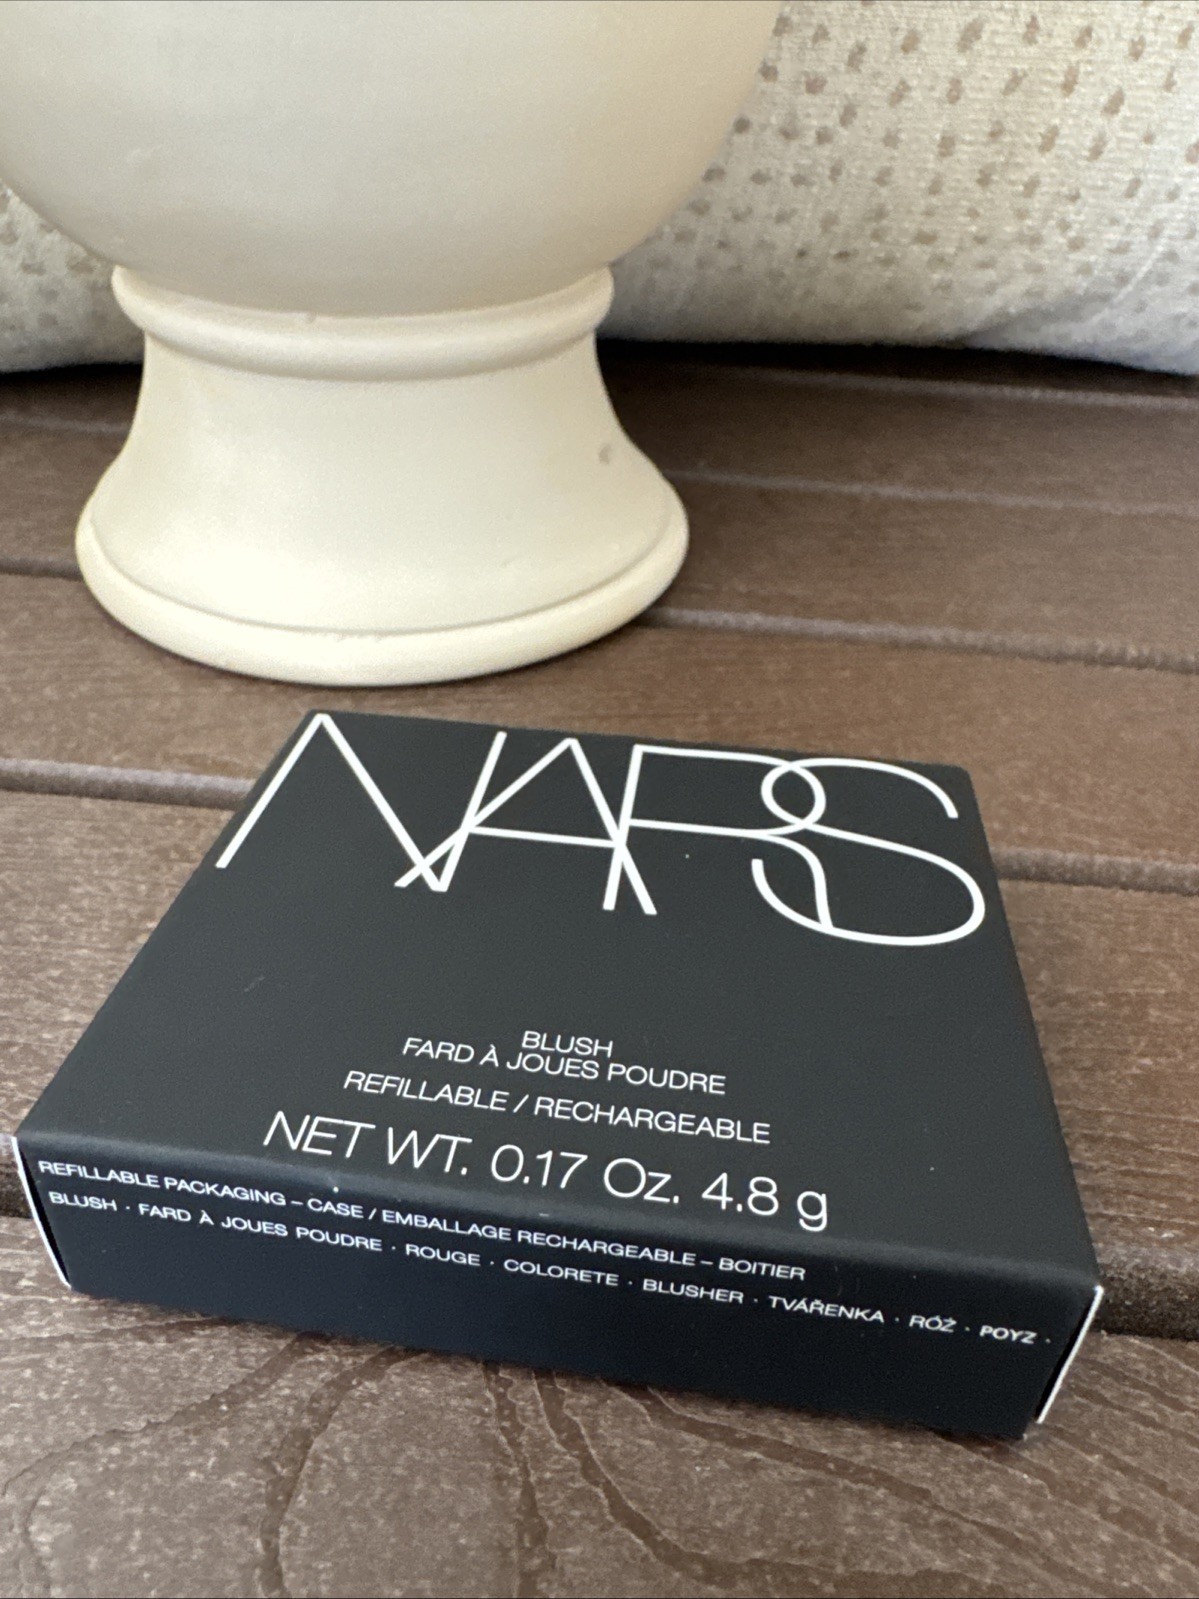 NARS
BLUSH
FARD À JOUES POUDRE
REFILLABLE / RECHARGEABLE
NET WT. 0.17 Oz. 4.8 g
REFILLABLE PACKAGING – CASE / EMBALLAGE RECHARGEABLE – BOITIER
BLUSH · FARD À JOUES POUDRE · ROUGE · COLORETE · BLUSHER · TVÁŘENKA · RÓŻ · ΡΟΥΖ ·